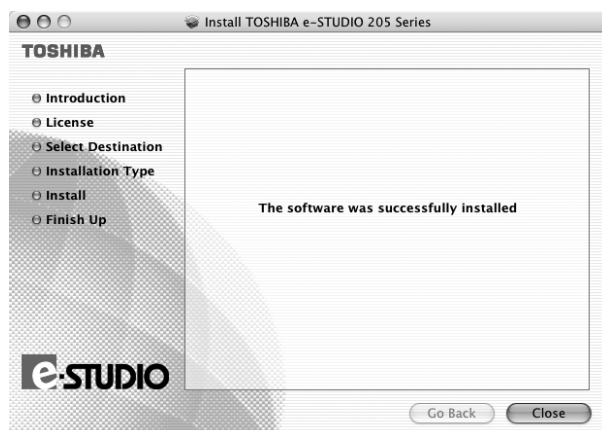 Install TOSHIBA e-STUDIO 205 Series
TOSHIBA
Introduction
License
Select Destination
Installation Type
Install
Finish Up
The software was successfully installed
e-STUDIO
Go Back
Close